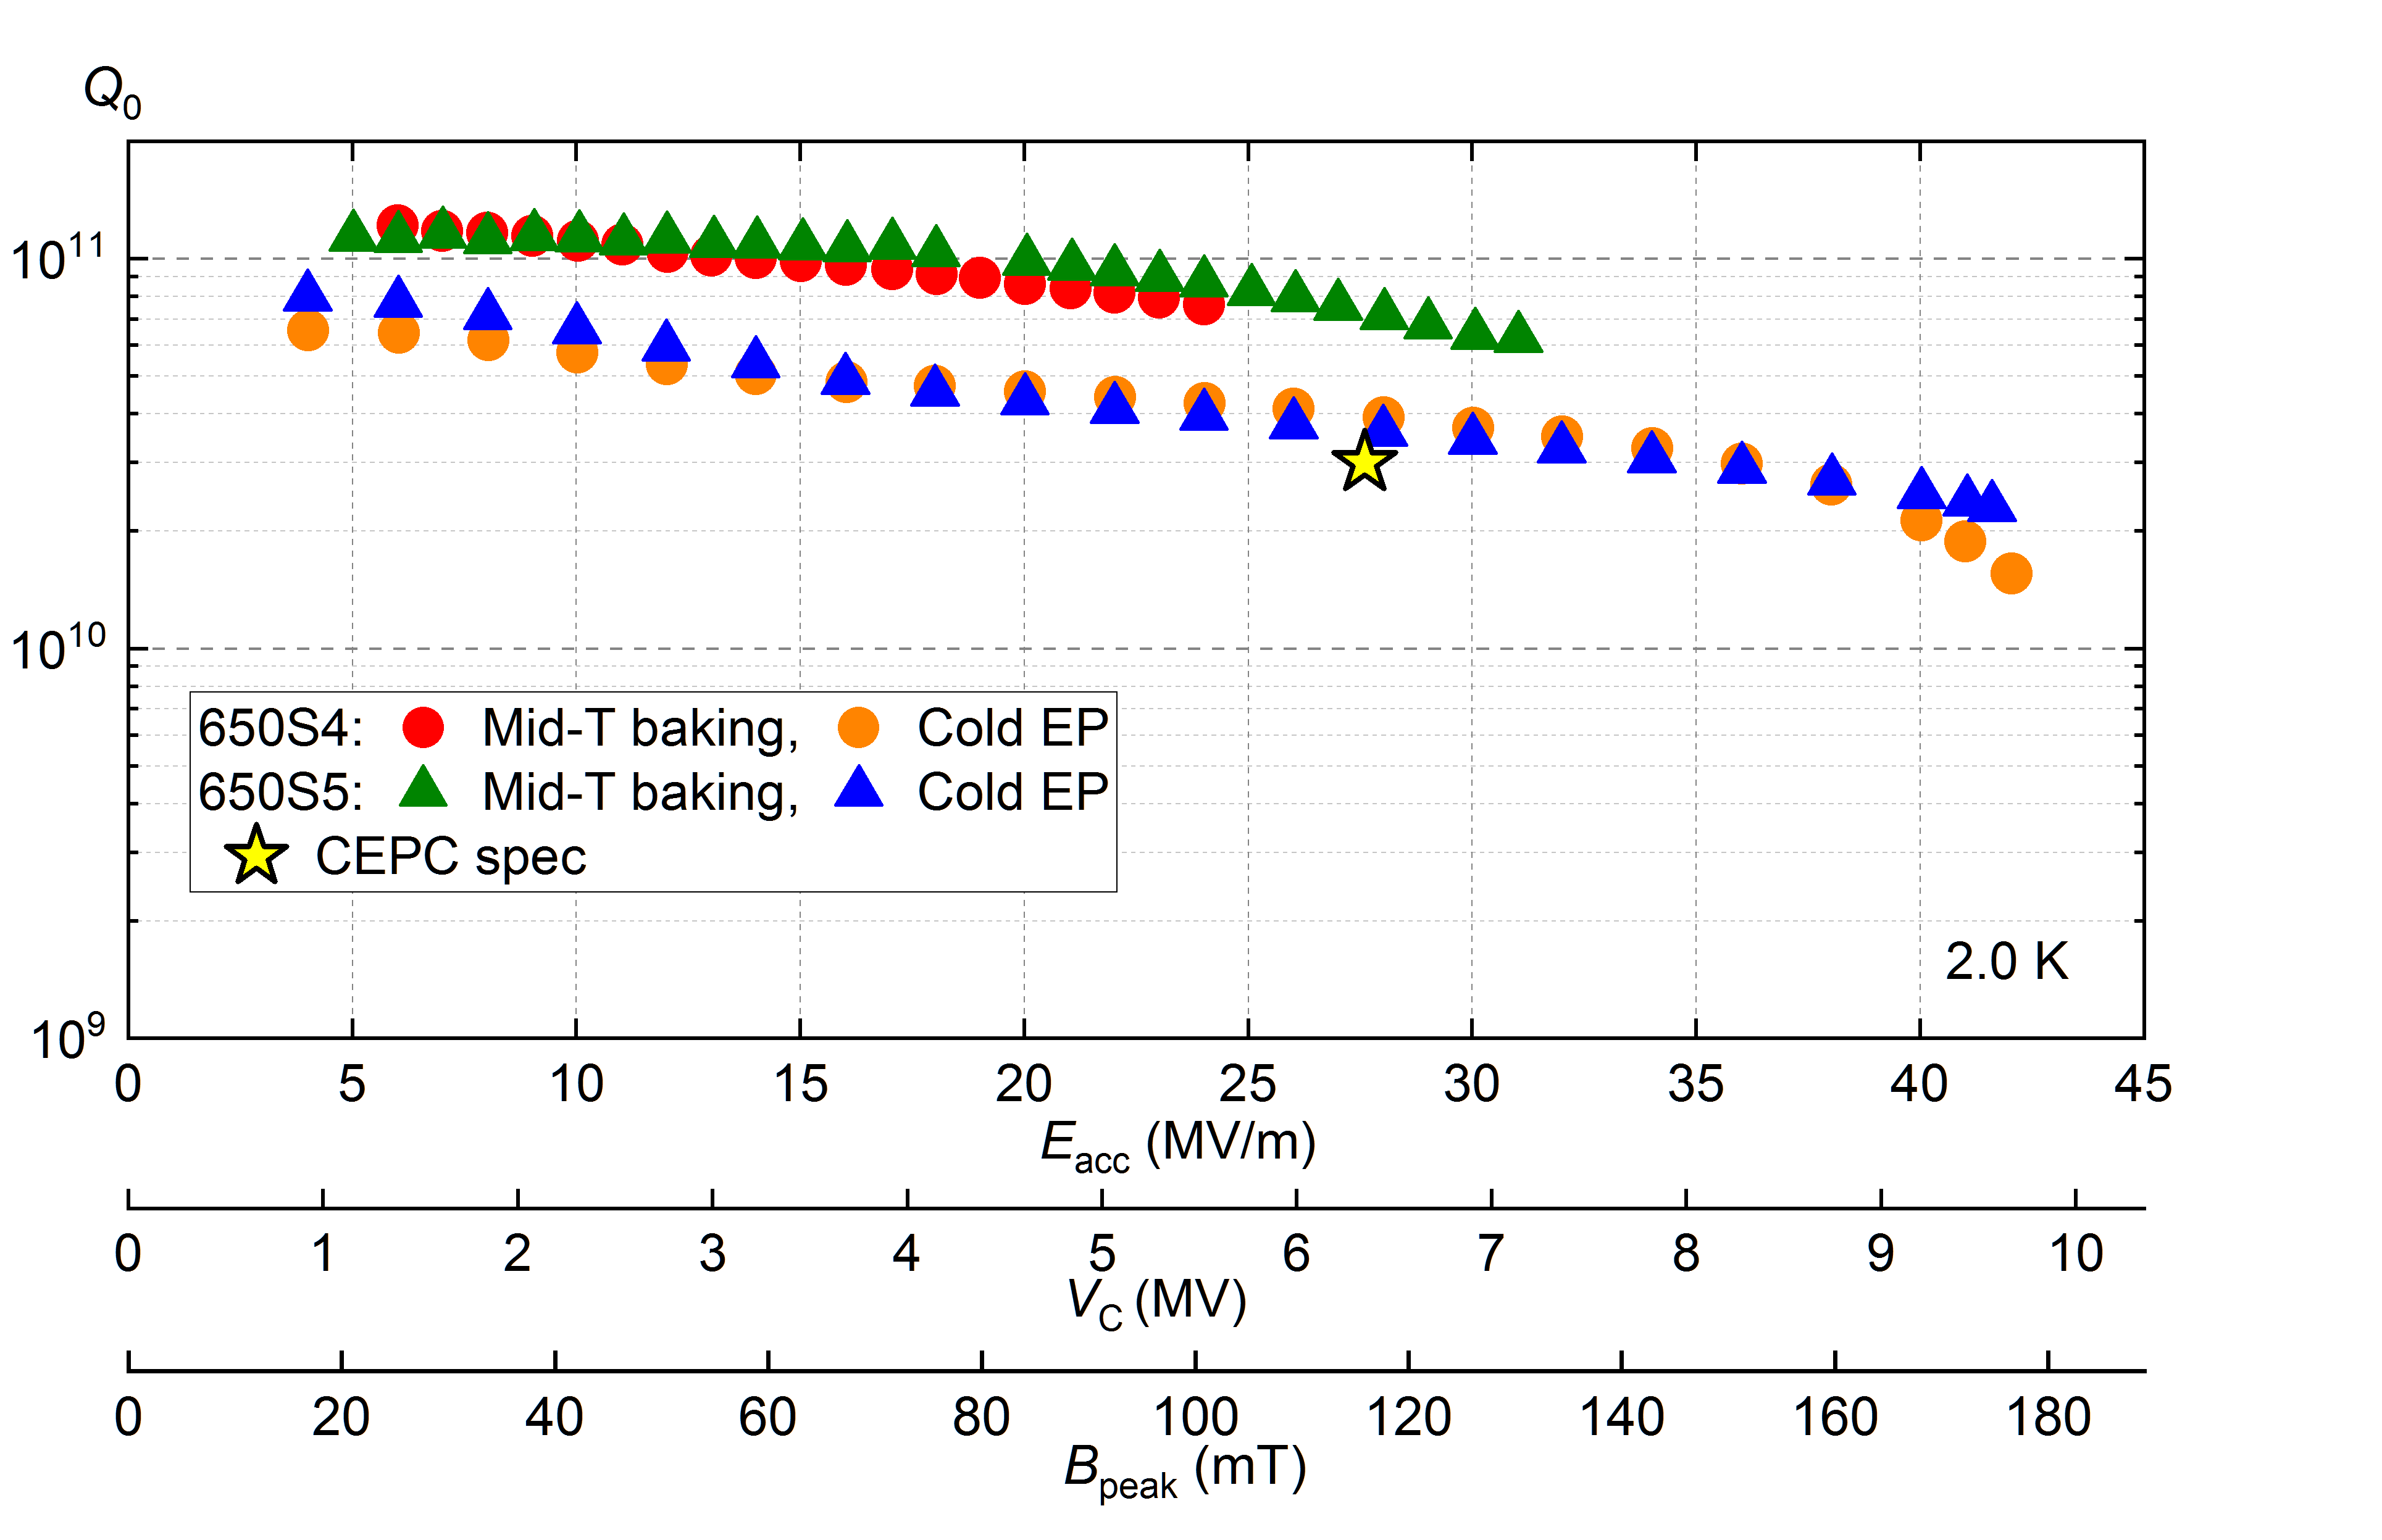 Q0
10^11
10^10
650S4: Mid-T baking, Cold EP
650S5: Mid-T baking, Cold EP
CEPC spec
2.0 K
10^9
0 5 10 15 20 25 30 35 40 45
Eacc (MV/m)
0 1 2 3 4 5 6 7 8 9 10
VC (MV)
0 20 40 60 80 100 120 140 160 180
Bpeak (mT)